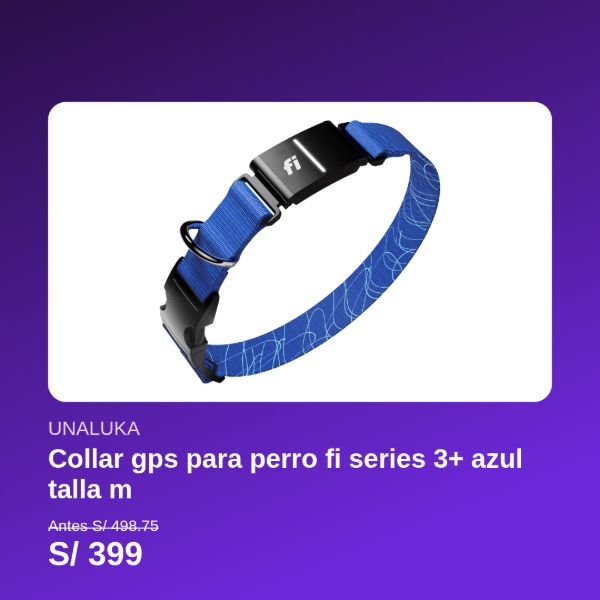 fi
UNALUKA
Collar gps para perro fi series 3+ azul
talla m
Antes S/ 498.75
S/ 399